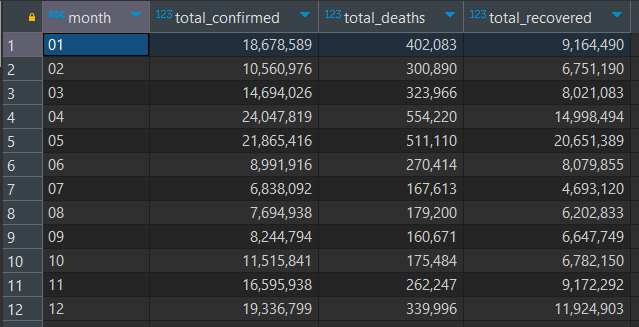 ABC month 123 total_confirmed 123 total_deaths 123 total_recovered
1 01 18,678,589 402,083 9,164,490
2 02 10,560,976 300,890 6,751,190
3 03 14,694,026 323,966 8,021,083
4 04 24,047,819 554,220 14,998,494
5 05 21,865,416 511,110 20,651,389
6 06 8,991,916 270,414 8,079,855
7 07 6,838,092 167,613 4,693,120
8 08 7,694,938 179,200 6,202,833
9 09 8,244,794 160,671 6,647,749
10 10 11,515,841 175,484 6,782,150
11 11 16,595,938 262,247 9,172,292
12 12 19,336,799 339,996 11,924,903